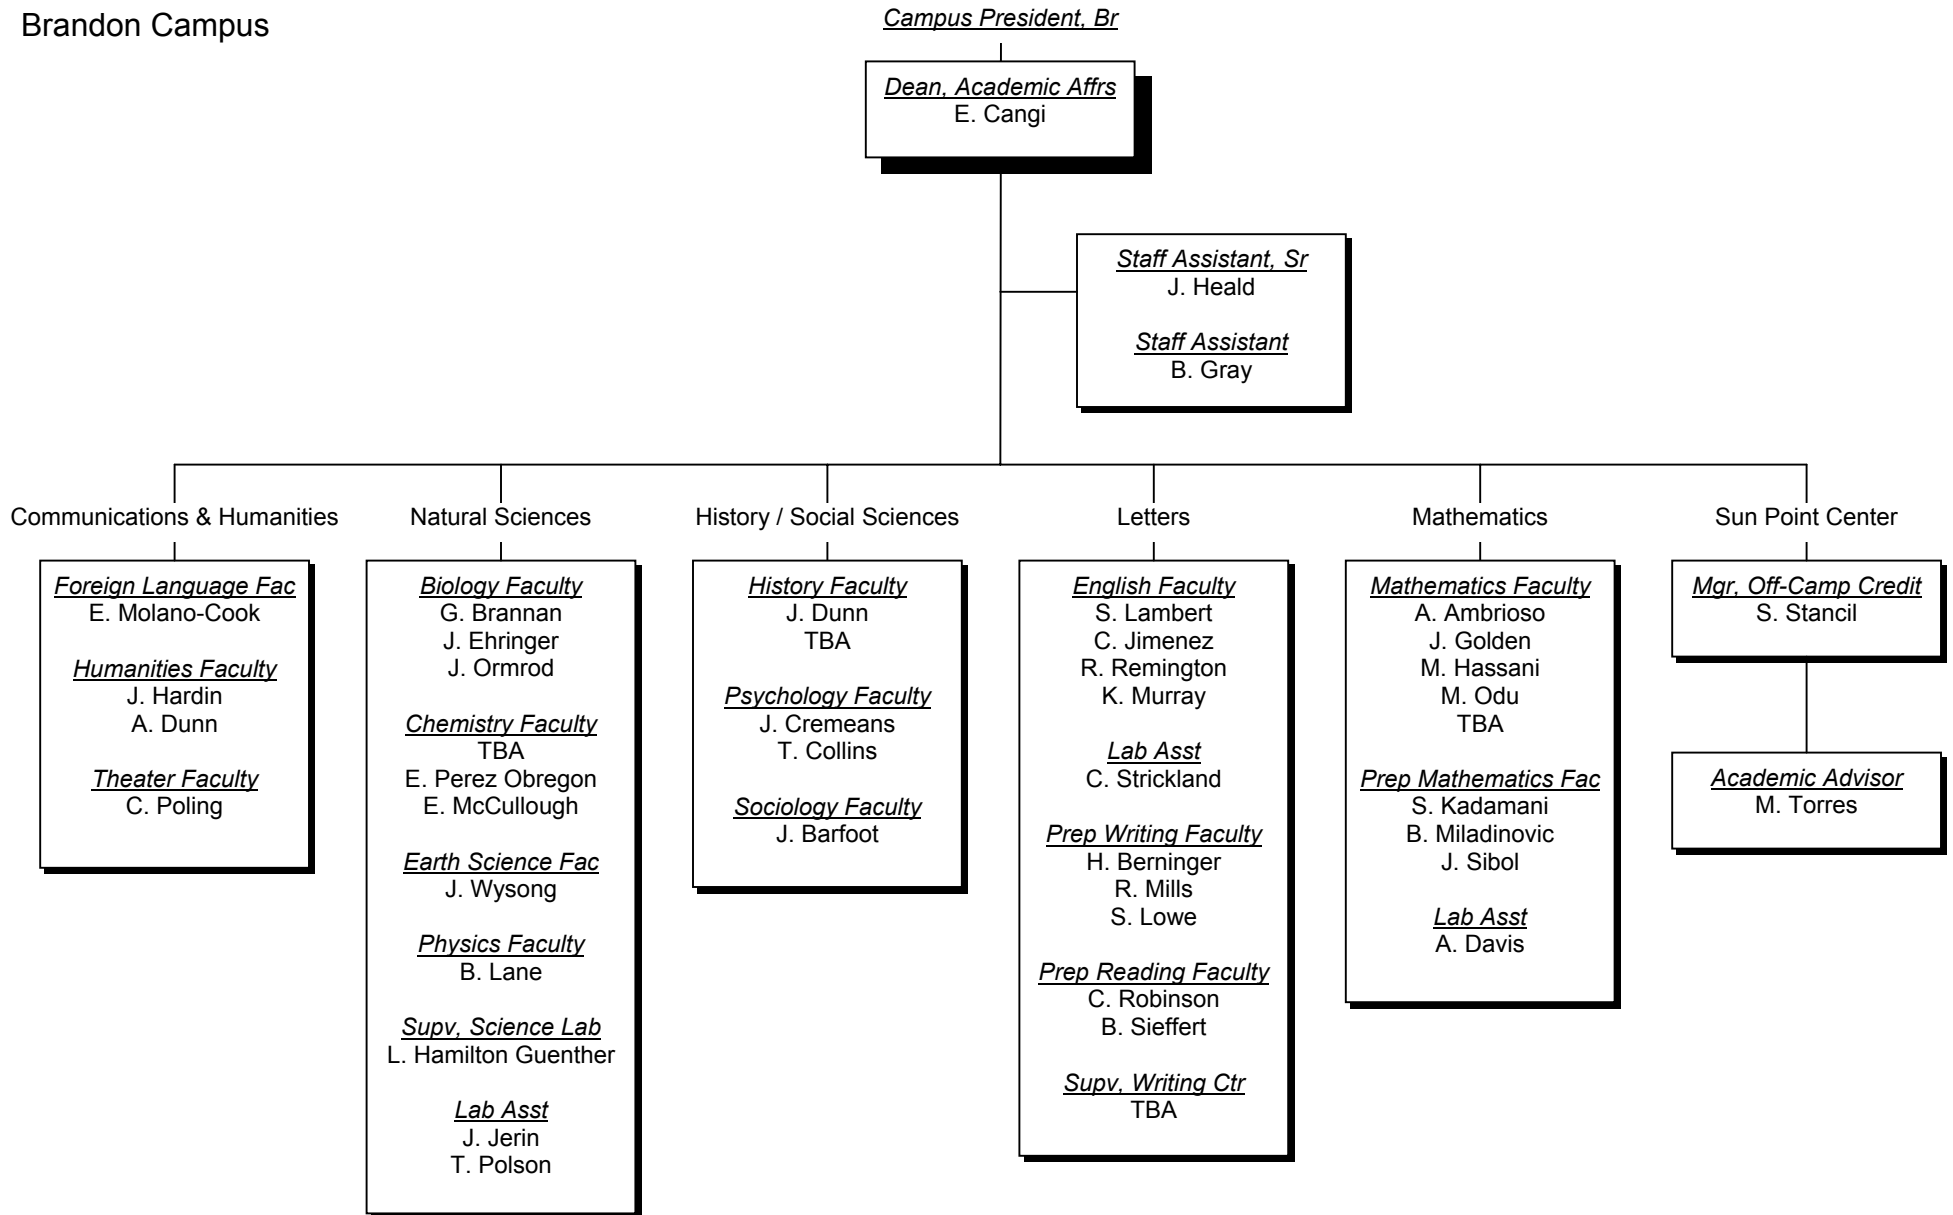 Brandon Campus
Campus President, Br
Dean, Academic Affrs
E. Cangi
Staff Assistant, Sr
J. Heald
Staff Assistant
B. Gray
Communications & Humanities
Foreign Language Fac
E. Molano-Cook
Humanities Faculty
J. Hardin
A. Dunn
Theater Faculty
C. Poling
Natural Sciences
Biology Faculty
G. Brannan
J. Ehringer
J. Ormrod
Chemistry Faculty
TBA
E. Perez Obregon
E. McCullough
Earth Science Fac
J. Wysong
Physics Faculty
B. Lane
Supv, Science Lab
L. Hamilton Guenther
Lab Asst
J. Jerin
T. Polson
History / Social Sciences
History Faculty
J. Dunn
TBA
Psychology Faculty
J. Cremeans
T. Collins
Sociology Faculty
J. Barfoot
Letters
English Faculty
S. Lambert
C. Jimenez
R. Remington
K. Murray
Lab Asst
C. Strickland
Prep Writing Faculty
H. Berninger
R. Mills
S. Lowe
Prep Reading Faculty
C. Robinson
B. Sieffert
Supv, Writing Ctr
TBA
Mathematics
Mathematics Faculty
A. Ambrioso
J. Golden
M. Hassani
M. Odu
TBA
Prep Mathematics Fac
S. Kadamani
B. Miladinovic
J. Sibol
Lab Asst
A. Davis
Sun Point Center
Mgr, Off-Camp Credit
S. Stancil
Academic Advisor
M. Torres